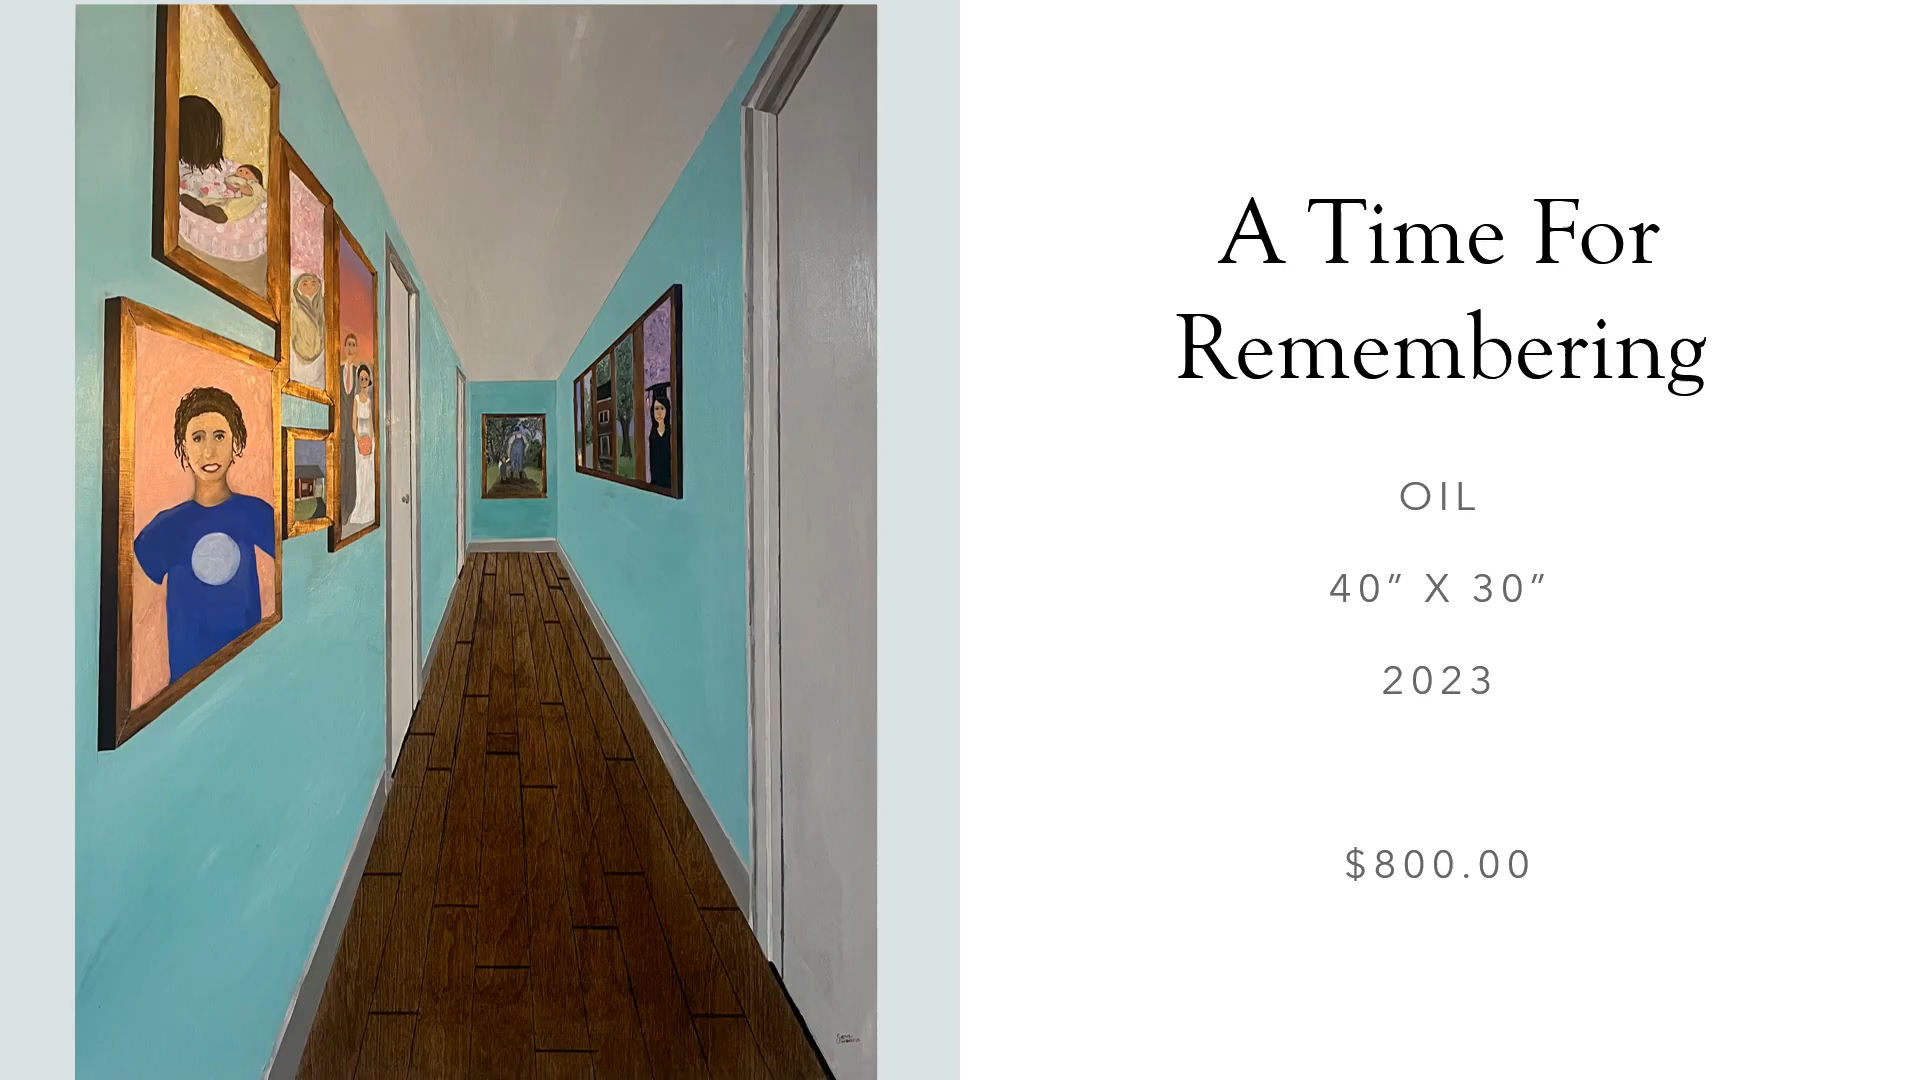 A Time For
Remembering
OIL
40” X 30”
2023
$800.00